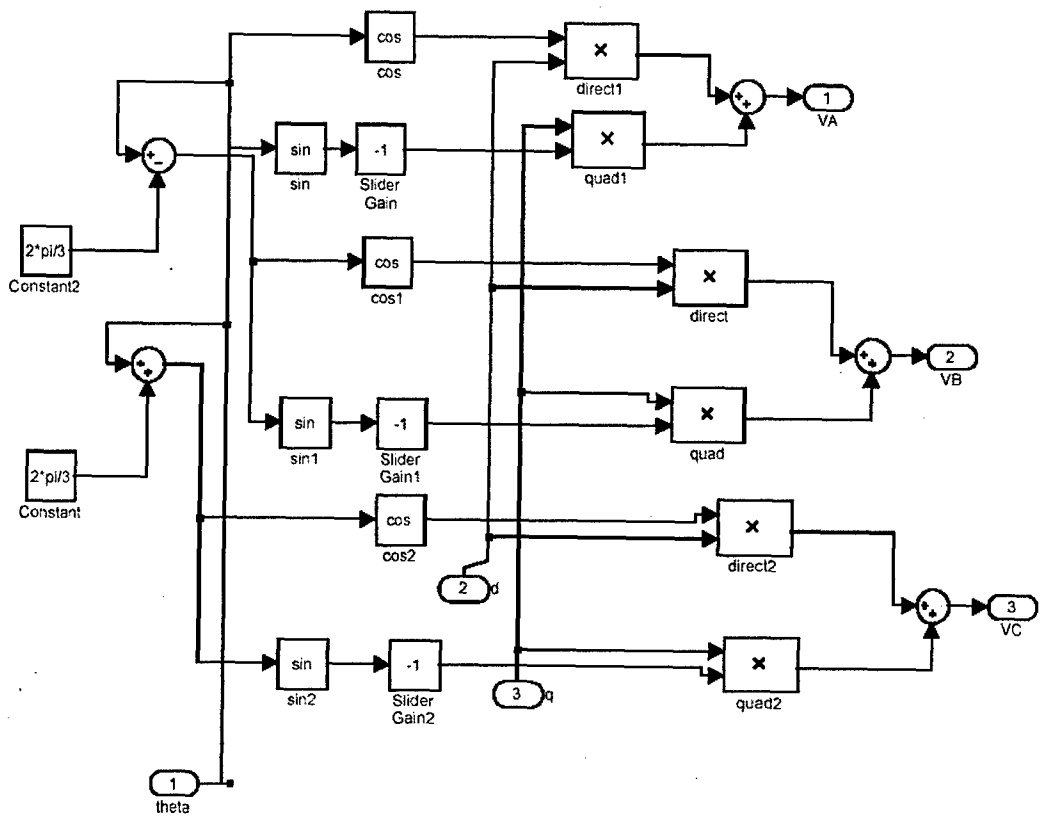 cos
cos
×
direct1
1
VA
+
+
sin
sin
-1
Slider
Gain
×
quad1
+
−
2*pi/3
Constant2
cos
cos1
×
direct
+
+
2
VB
+
+
sin
sin1
-1
Slider
Gain1
×
quad
2*pi/3
Constant
cos
cos2
×
direct2
2
d
+
+
3
VC
sin
sin2
-1
Slider
Gain2
3
q
×
quad2
1
theta